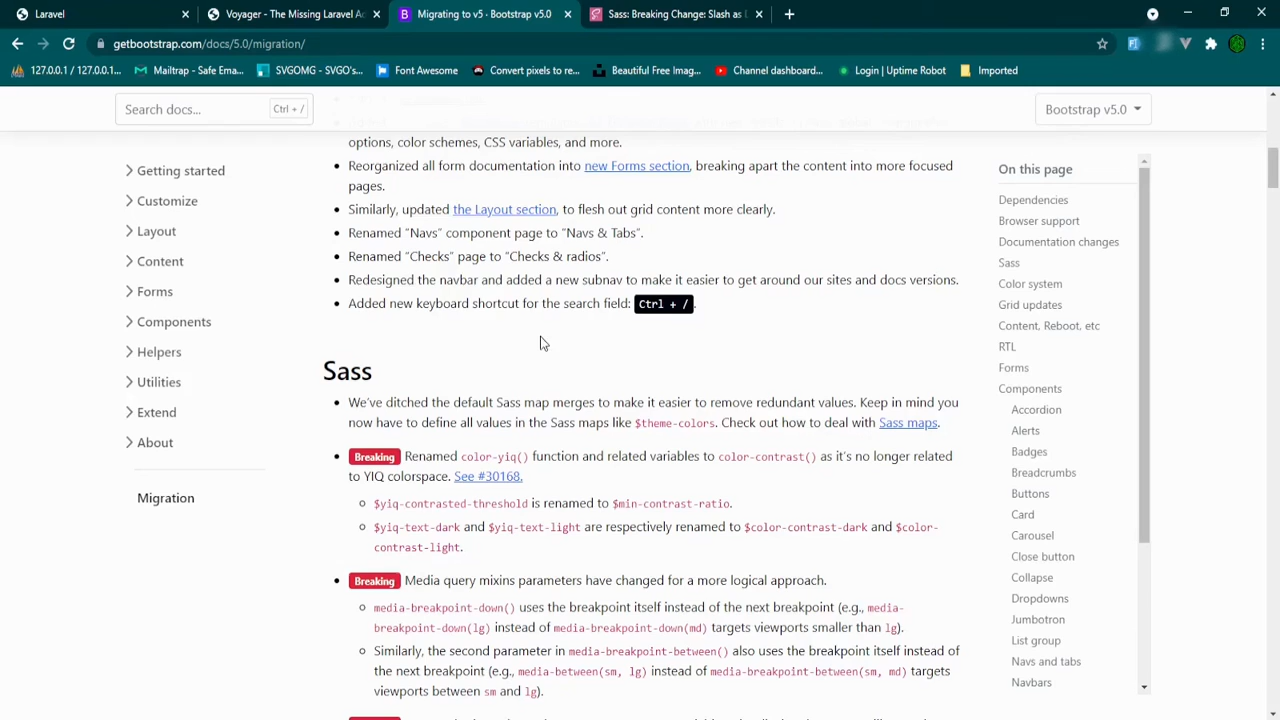 Laravel
Voyager - The Missing Laravel Ad
Migrating to v5 · Bootstrap v5.0
Sass: Breaking Change: Slash as D
getbootstrap.com/docs/5.0/migration/
127.0.0.1 / 127.0.0.1...
Mailtrap - Safe Ema...
SVGOMG - SVGO's...
Font Awesome
Convert pixels to re...
Beautiful Free Imag...
Channel dashboard...
Login | Uptime Robot
Imported
Search docs...
Ctrl + /
Bootstrap v5.0
Getting started
Customize
Layout
Content
Forms
Components
Helpers
Utilities
Extend
About
Migration
options, color schemes, CSS variables, and more.
Reorganized all form documentation into new Forms section, breaking apart the content into more focused
pages.
Similarly, updated the Layout section, to flesh out grid content more clearly.
Renamed “Navs” component page to “Navs & Tabs”.
Renamed “Checks” page to “Checks & radios”.
Redesigned the navbar and added a new subnav to make it easier to get around our sites and docs versions.
Added new keyboard shortcut for the search field: Ctrl + /.
Sass
We’ve ditched the default Sass map merges to make it easier to remove redundant values. Keep in mind you
now have to define all values in the Sass maps like $theme-colors. Check out how to deal with Sass maps.
Breaking Renamed color-yiq() function and related variables to color-contrast() as it’s no longer related
to YIQ colorspace. See #30168.
$yiq-contrasted-threshold is renamed to $min-contrast-ratio.
$yiq-text-dark and $yiq-text-light are respectively renamed to $color-contrast-dark and $color-
contrast-light.
Breaking Media query mixins parameters have changed for a more logical approach.
media-breakpoint-down() uses the breakpoint itself instead of the next breakpoint (e.g., media-
breakpoint-down(lg) instead of media-breakpoint-down(md) targets viewports smaller than lg).
Similarly, the second parameter in media-breakpoint-between() also uses the breakpoint itself instead of
the next breakpoint (e.g., media-between(sm, lg) instead of media-breakpoint-between(sm, md) targets
viewports between sm and lg).
On this page
Dependencies
Browser support
Documentation changes
Sass
Color system
Grid updates
Content, Reboot, etc
RTL
Forms
Components
Accordion
Alerts
Badges
Breadcrumbs
Buttons
Card
Carousel
Close button
Collapse
Dropdowns
Jumbotron
List group
Navs and tabs
Navbars